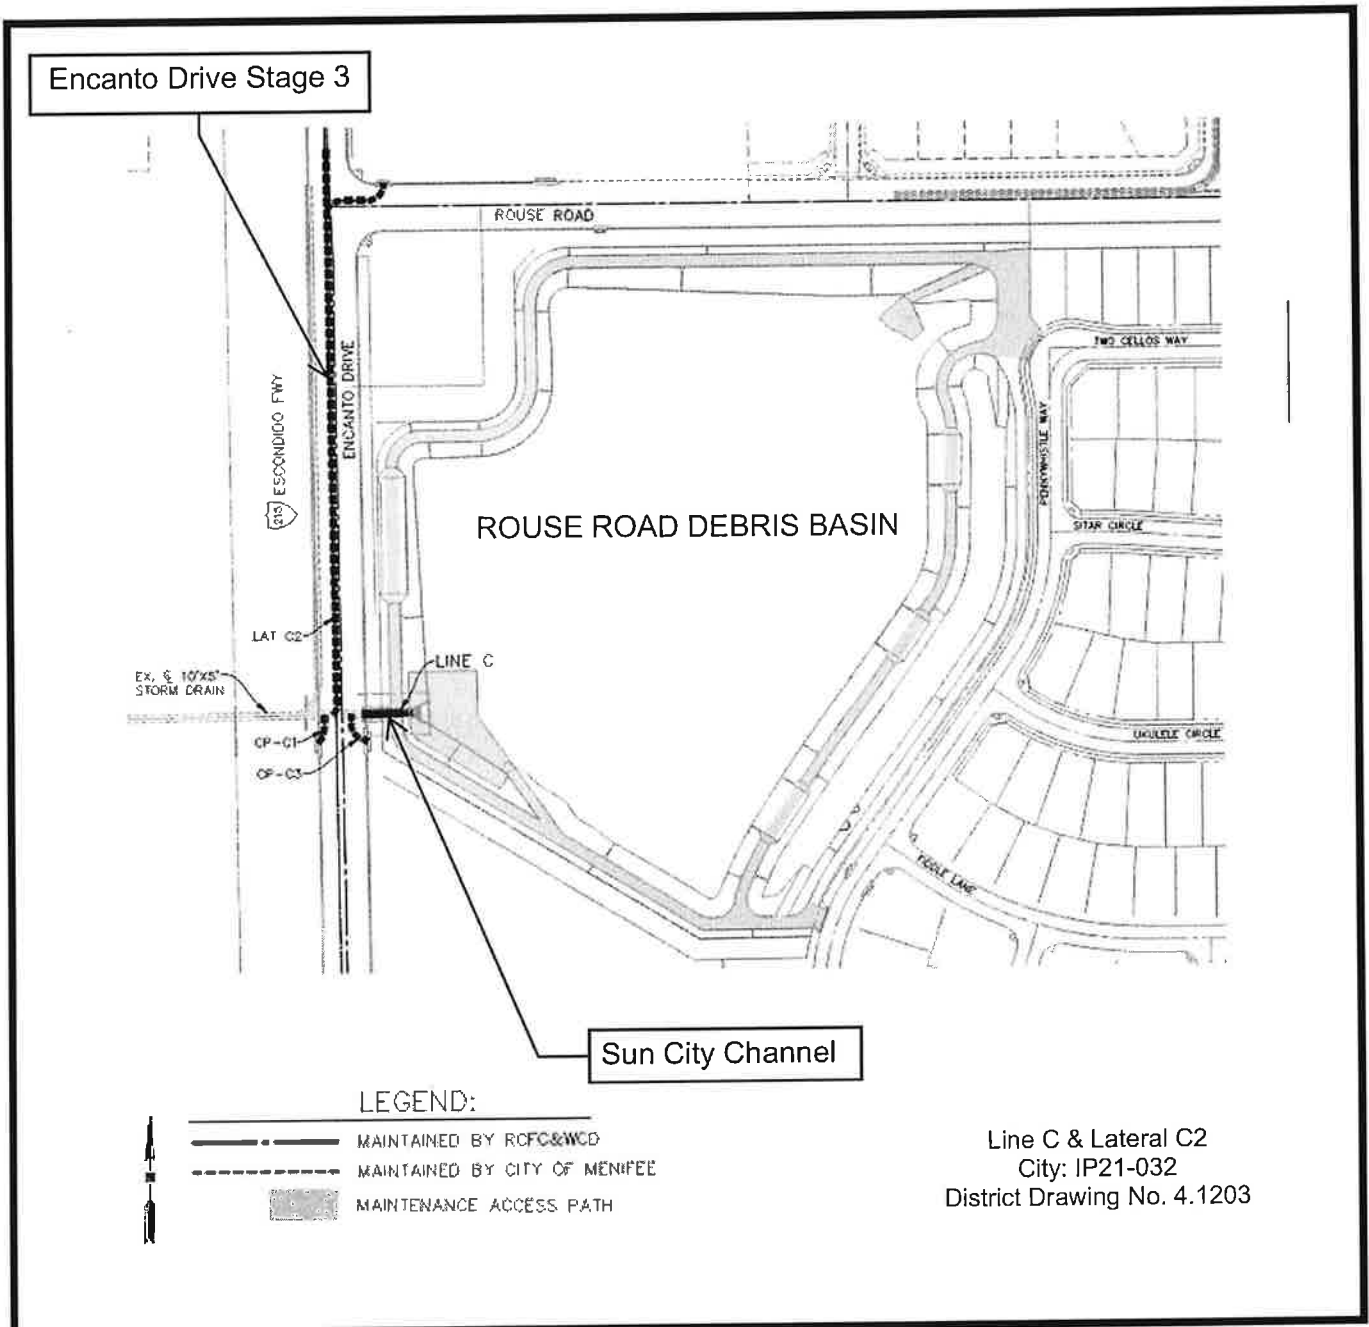 Encanto Drive Stage 3
ROUSE ROAD
TWO CELLOS WAY
ENCANTO DRIVE
215 ESCONDIDO FWY
PENNYWHISTLE WAY
ROUSE ROAD DEBRIS BASIN
SITAR CIRCLE
LAT C2
LINE C
EX. ℄ 10'X5'
STORM DRAIN
CP-C1
UKULELE CIRCLE
CP-C3
FIDDLE LANE
Sun City Channel
LEGEND:
MAINTAINED BY RCFC&WCD
MAINTAINED BY CITY OF MENIFEE
MAINTENANCE ACCESS PATH
Line C & Lateral C2
City: IP21-032
District Drawing No. 4.1203